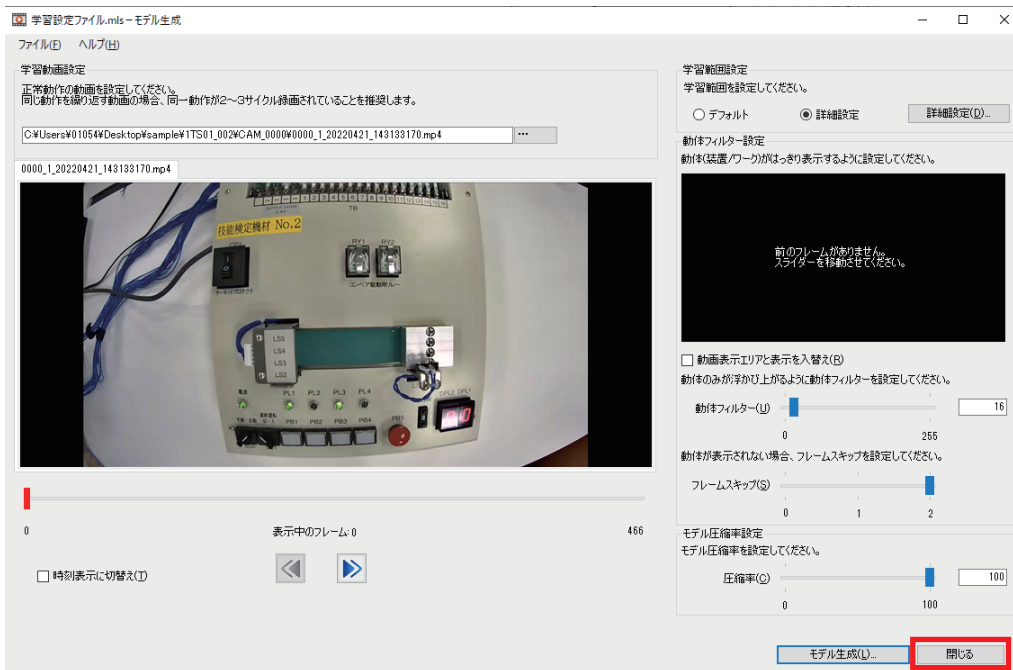 学習設定ファイル.mls－モデル生成
ファイル(F) ヘルプ(H)
学習動画設定
正常動作の動画を設定してください。
同じ動作を繰り返す動画の場合、同一動作が2～3サイクル録画されていることを推奨します。
C:¥Users¥01054¥Desktop¥sample¥1TS01_002¥CAM_0000¥0000_1_20220421_143133170.mp4 ...
0000_1_20220421_143133170.mp4
TB
技能検定機材 No.2
CP1
RY1 RY2
サーキットプロテクタ
コンベア駆動用リレー
LS5
LS4
LS3
LS2
電源 PL1 PL2 PL3 PL4
DPL2 DPL1
PB1 PB2 PB3 PB4 PB5
0 表示中のフレーム:0 466
時刻表示に切替え(T)
学習範囲設定
学習範囲を設定してください。
デフォルト 詳細設定 詳細設定(D)...
動体フィルター設定
動体(装置/ワーク)がはっきり表示するように設定してください。
前のフレームがありません。
スライダーを移動させてください。
動画表示エリアと表示を入替え(R)
動体のみが浮かび上がるように動体フィルターを設定してください。
動体フィルター(U) 16
0 255
動体が表示されない場合、フレームスキップを設定してください。
フレームスキップ(S)
0 1 2
モデル圧縮率設定
モデル圧縮率を設定してください。
圧縮率(C) 100
0 100
モデル生成(L)... 閉じる